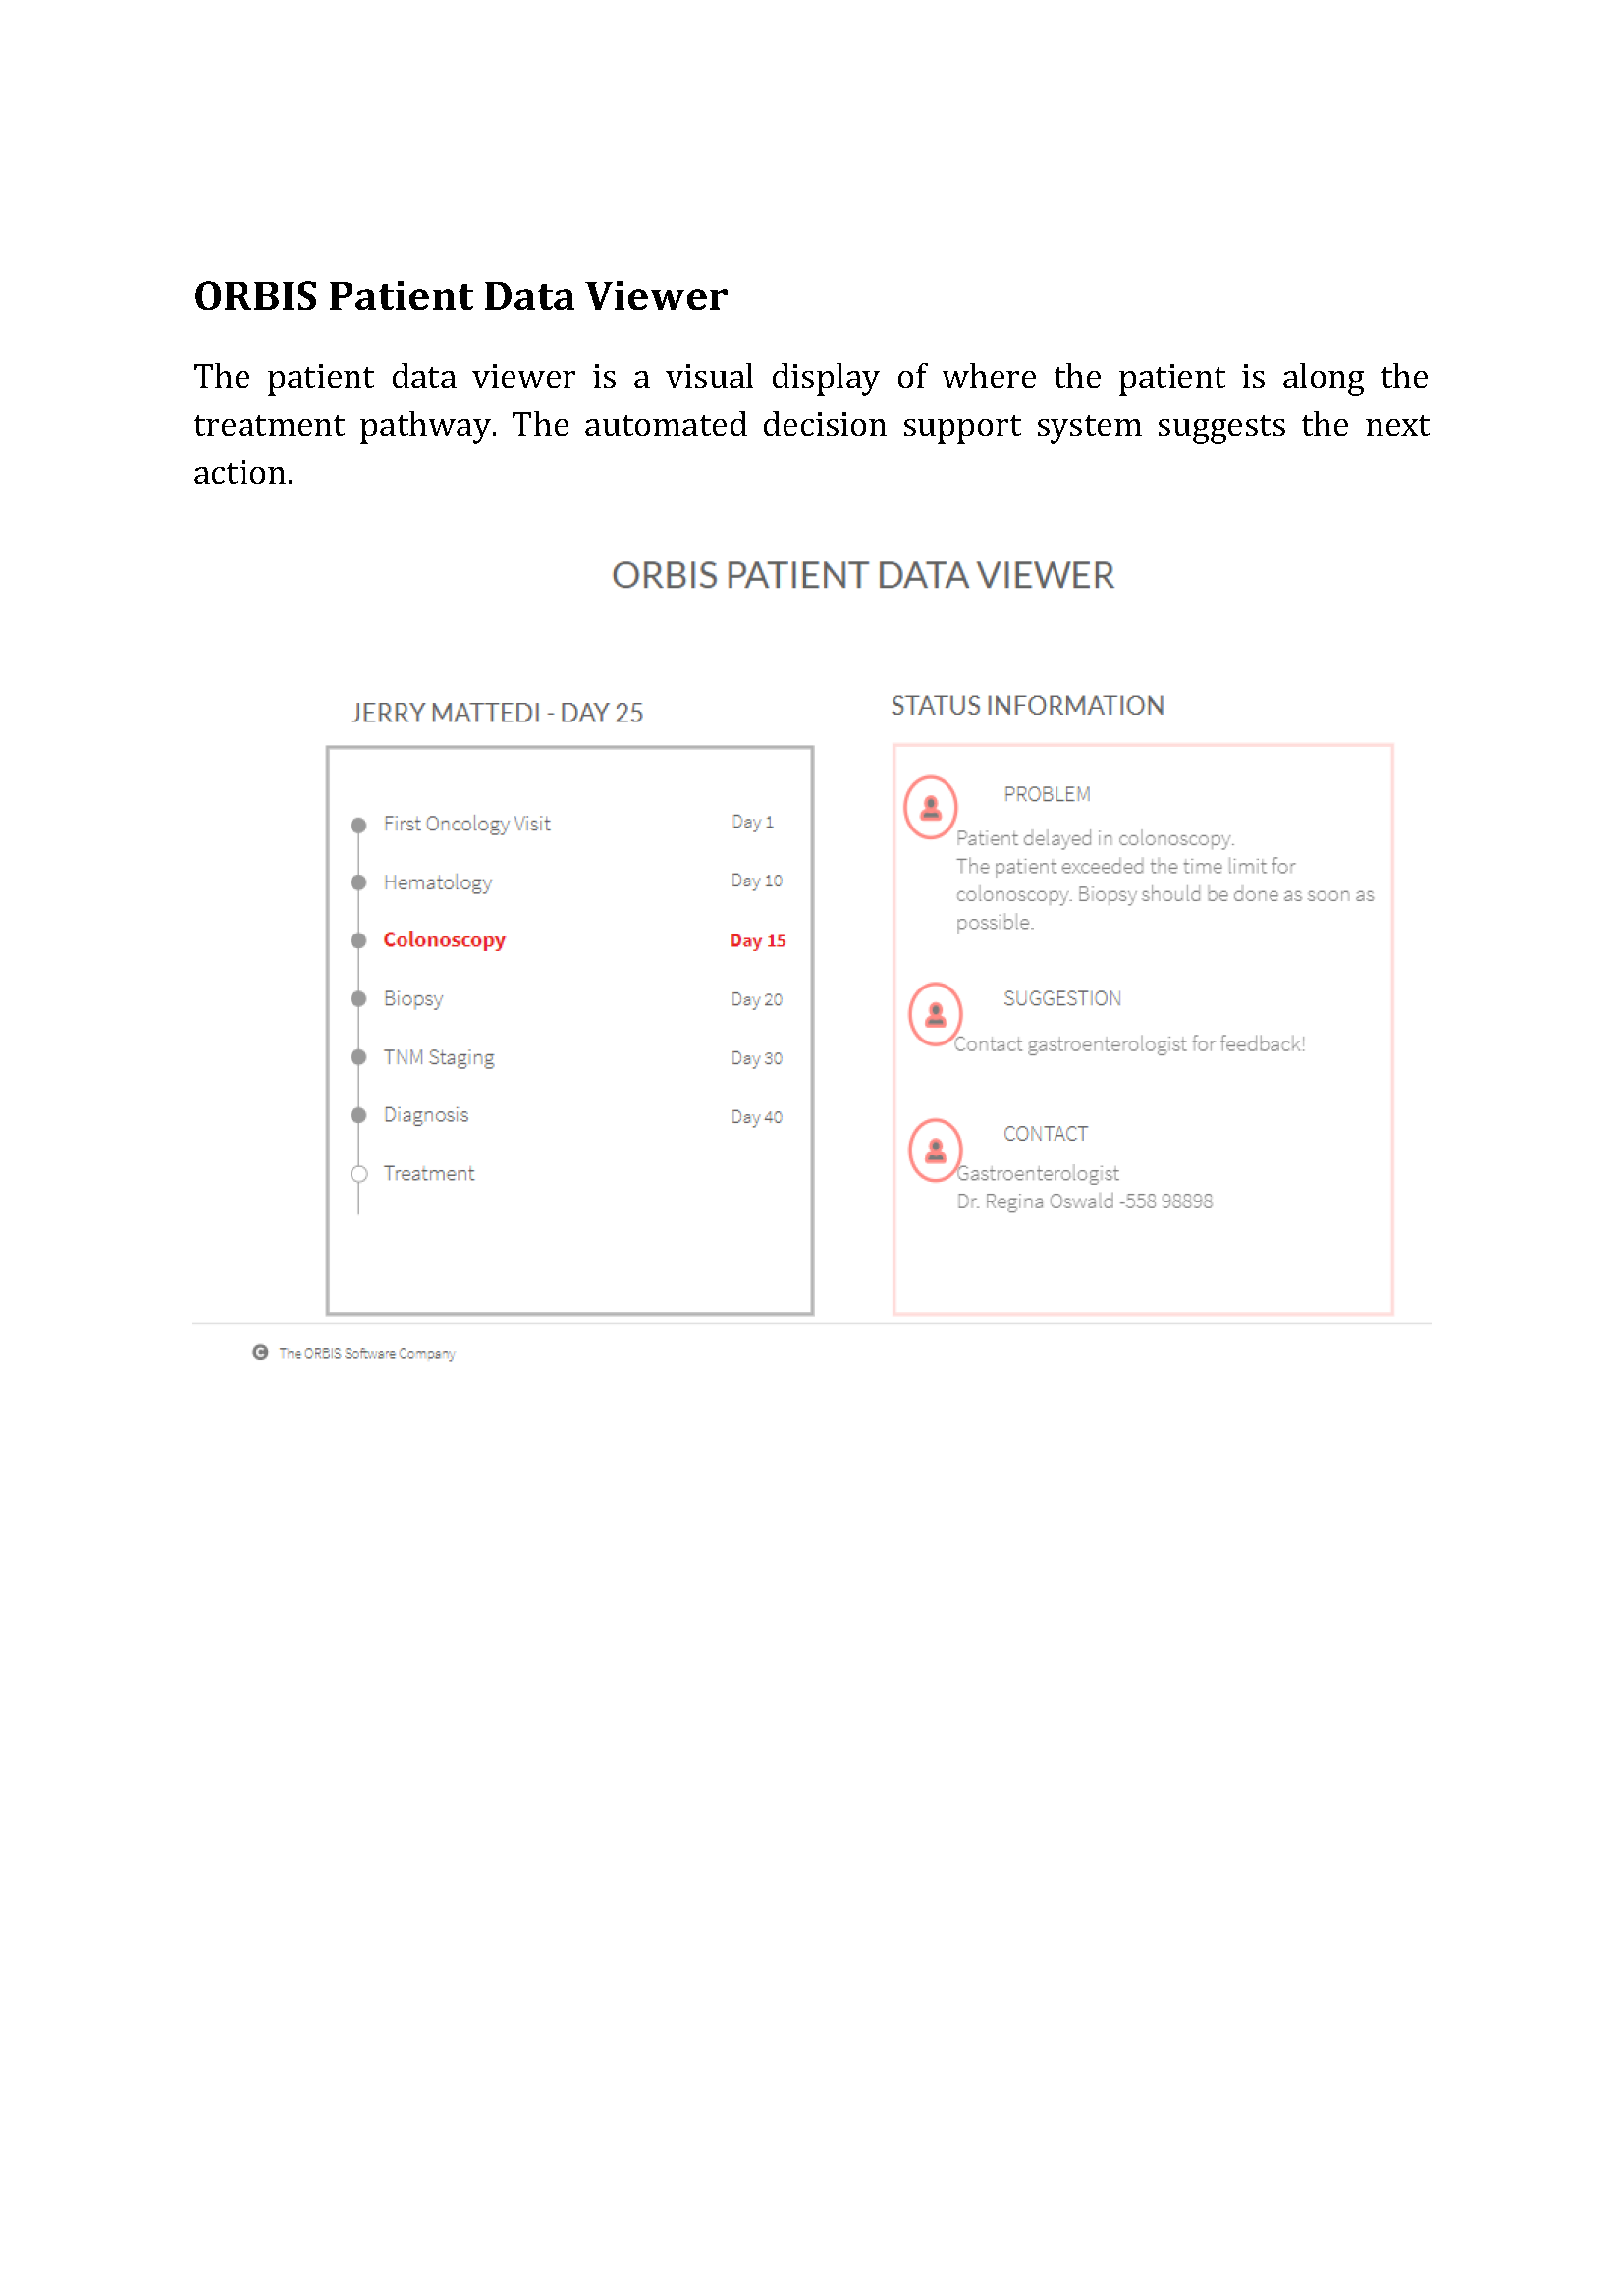 ORBIS Patient Data Viewer
The patient data viewer is a visual display of where the patient is along the
treatment pathway. The automated decision support system suggests the next
action.
ORBIS PATIENT DATA VIEWER
JERRY MATTEDI - DAY 25
First Oncology Visit Day 1
Hematology Day 10
Colonoscopy Day 15
Biopsy Day 20
TNM Staging Day 30
Diagnosis Day 40
Treatment
STATUS INFORMATION
PROBLEM
Patient delayed in colonoscopy.
The patient exceeded the time limit for
colonoscopy. Biopsy should be done as soon as
possible.
SUGGESTION
Contact gastroenterologist for feedback!
CONTACT
Gastroenterologist
Dr. Regina Oswald -558 98898
© The ORBIS Software Company